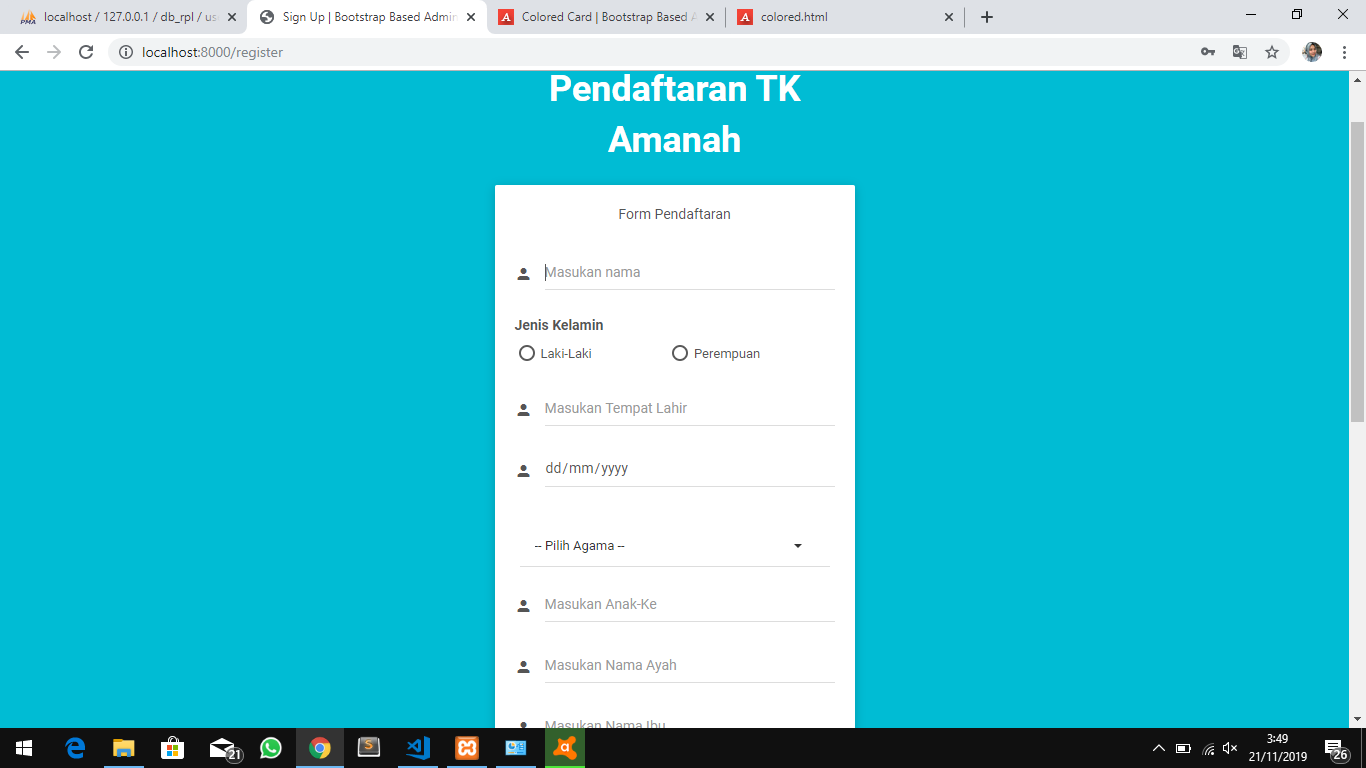 localhost / 127.0.0.1 / db_rpl / us
Sign Up | Bootstrap Based Admin
Colored Card | Bootstrap Based A
colored.html
localhost:8000/register
Pendaftaran TK
Amanah
Form Pendaftaran
Masukan nama
Jenis Kelamin
Laki-Laki
Perempuan
Masukan Tempat Lahir
dd/mm/yyyy
-- Pilih Agama --
Masukan Anak-Ke
Masukan Nama Ayah
Masukan Nama Ibu
21
3:49
21/11/2019
26